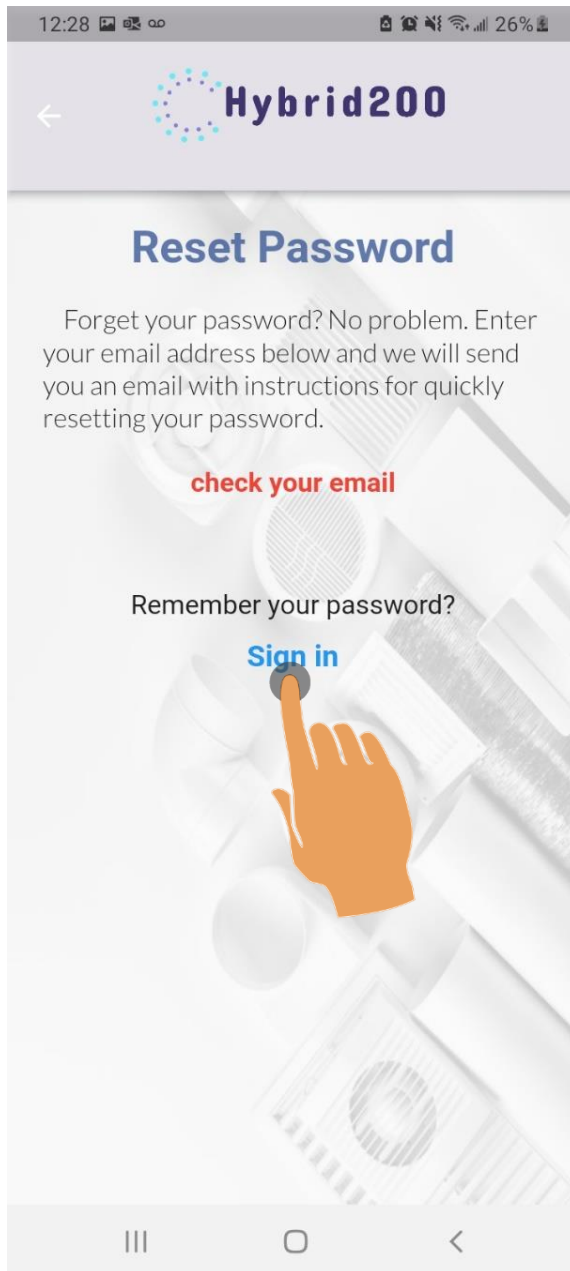 12:28 26%
Hybrid200
Reset Password
Forget your password? No problem. Enter
your email address below and we will send
you an email with instructions for quickly
resetting your password.
check your email
Remember your password?
Sign in